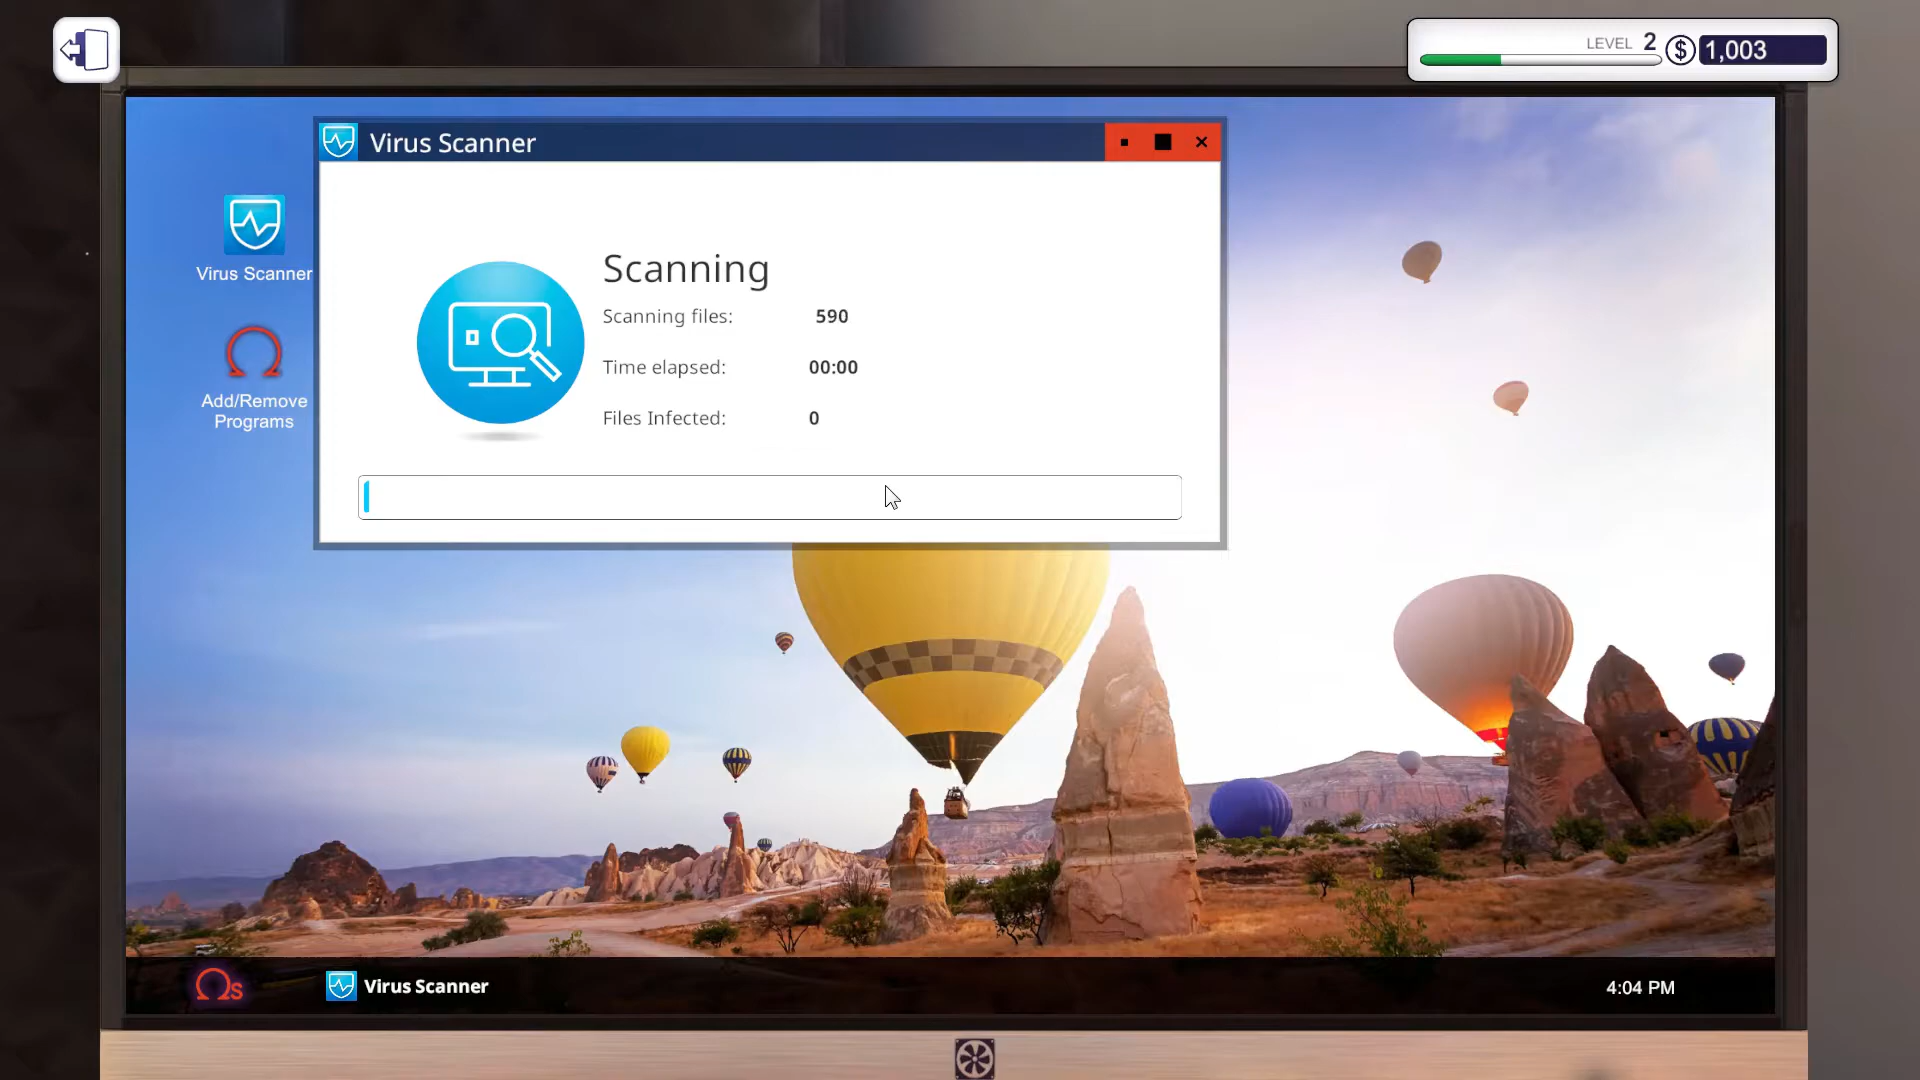 LEVEL 2
$ 1,003
Virus Scanner
Virus Scanner
Add/Remove
Programs
Scanning
Scanning files: 590
Time elapsed: 00:00
Files Infected: 0
Ωs
Virus Scanner
4:04 PM